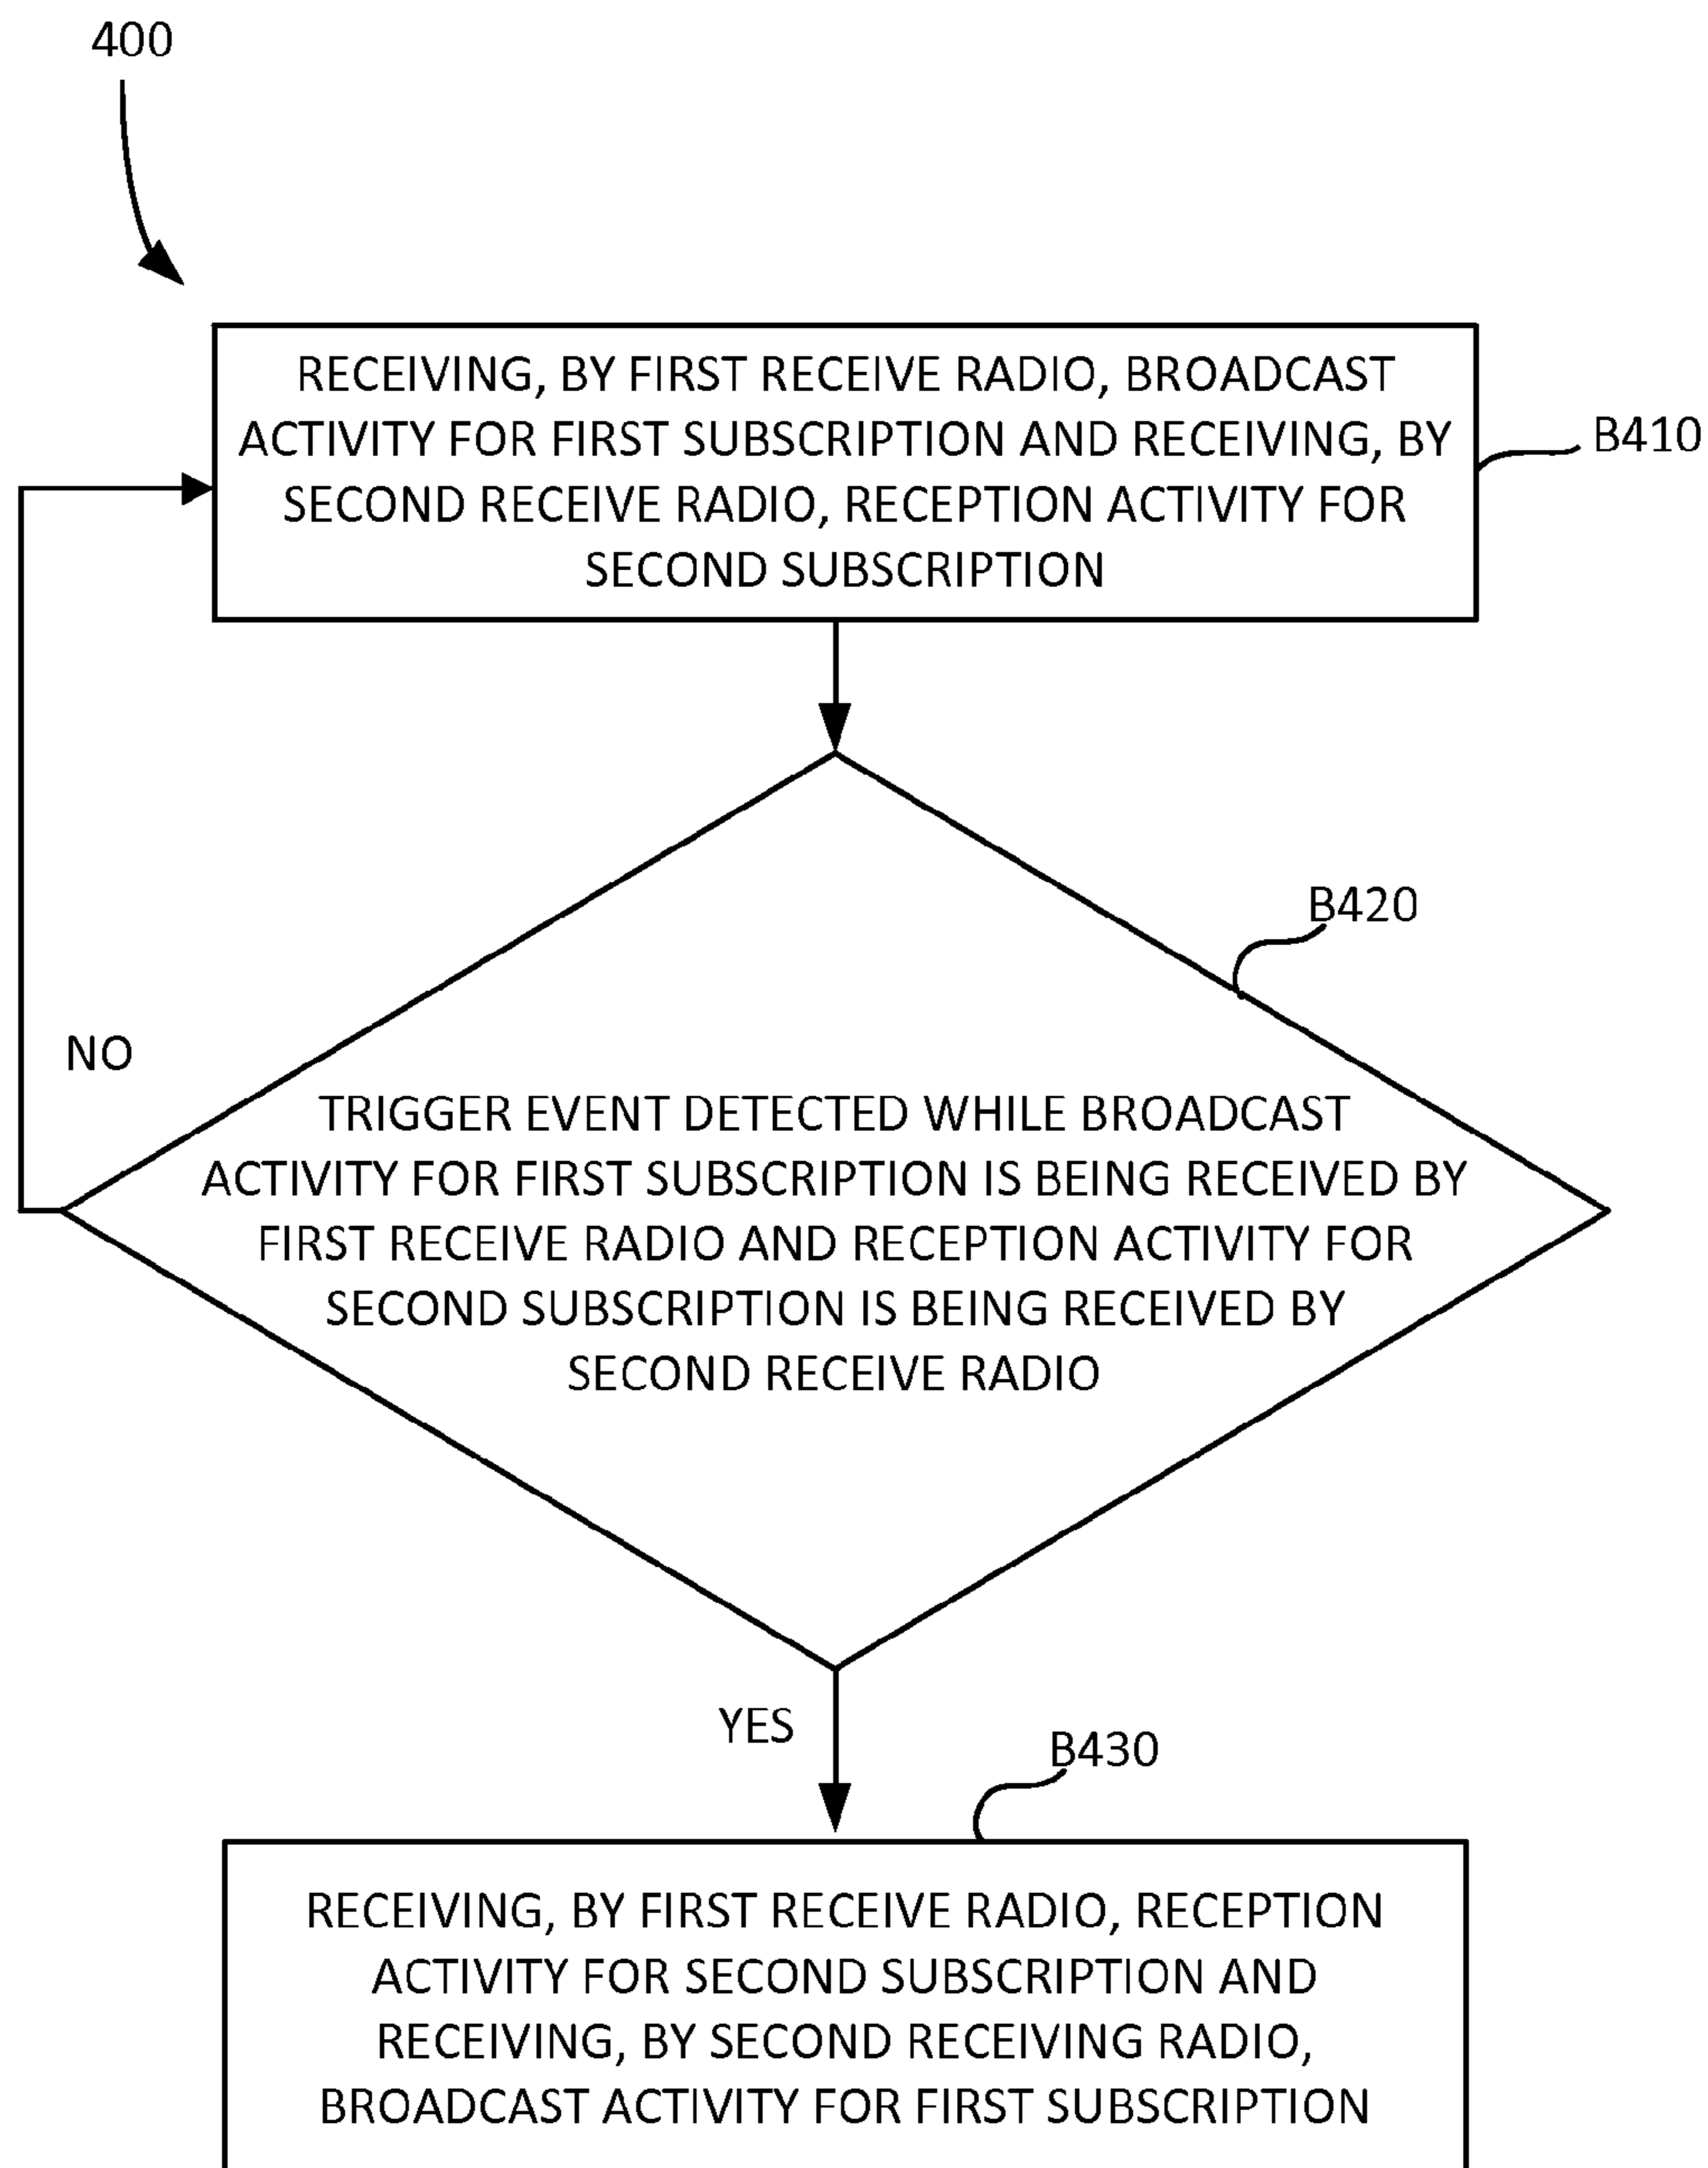 400
RECEIVING, BY FIRST RECEIVE RADIO, BROADCAST
ACTIVITY FOR FIRST SUBSCRIPTION AND RECEIVING, BY
SECOND RECEIVE RADIO, RECEPTION ACTIVITY FOR
SECOND SUBSCRIPTION
B410
B420
NO
TRIGGER EVENT DETECTED WHILE BROADCAST
ACTIVITY FOR FIRST SUBSCRIPTION IS BEING RECEIVED BY
FIRST RECEIVE RADIO AND RECEPTION ACTIVITY FOR
SECOND SUBSCRIPTION IS BEING RECEIVED BY
SECOND RECEIVE RADIO
YES
B430
RECEIVING, BY FIRST RECEIVE RADIO, RECEPTION
ACTIVITY FOR SECOND SUBSCRIPTION AND
RECEIVING, BY SECOND RECEIVING RADIO,
BROADCAST ACTIVITY FOR FIRST SUBSCRIPTION